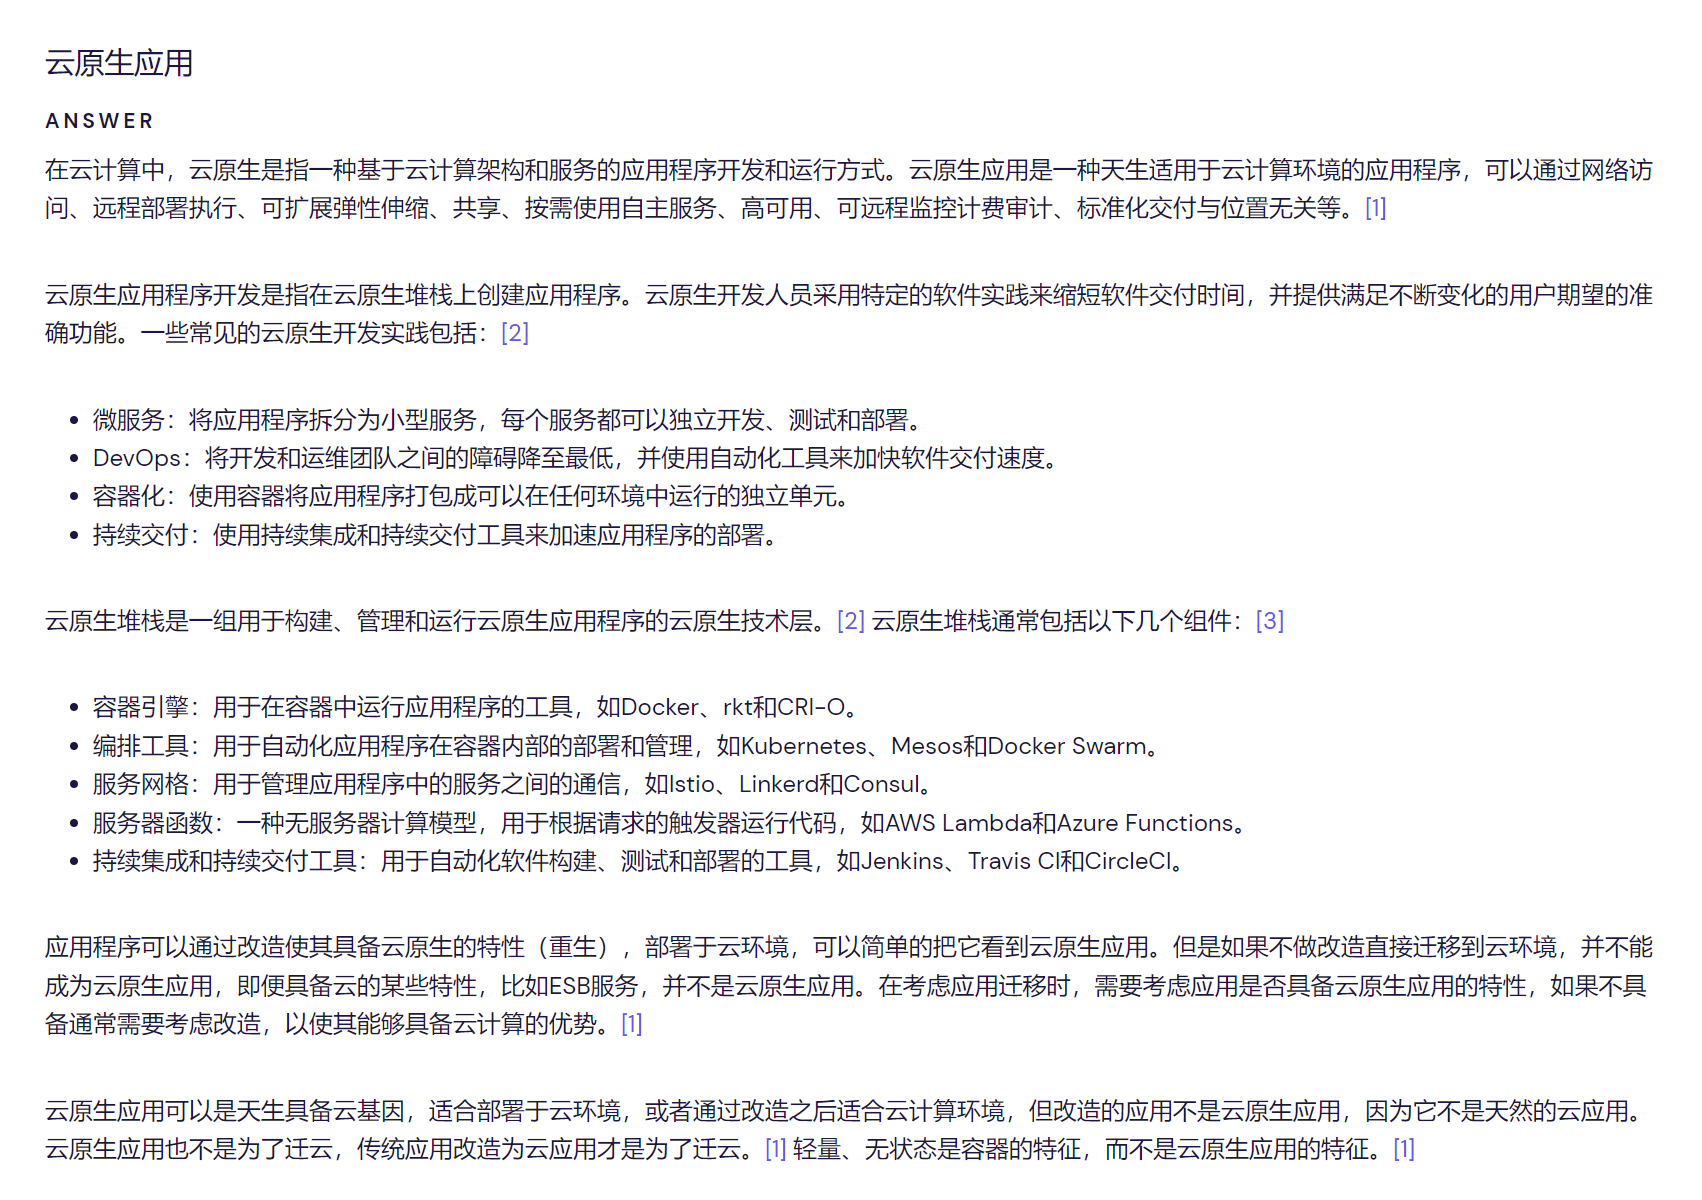 云原生应用
ANSWER
在云计算中，云原生是指一种基于云计算架构和服务的应用程序开发和运行方式。云原生应用是一种天生适用于云计算环境的应用程序，可以通过网络访
问、远程部署执行、可扩展弹性伸缩、共享、按需使用自主服务、高可用、可远程监控计费审计、标准化交付与位置无关等。[1]
云原生应用程序开发是指在云原生堆栈上创建应用程序。云原生开发人员采用特定的软件实践来缩短软件交付时间，并提供满足不断变化的用户期望的准
确功能。一些常见的云原生开发实践包括：[2]
• 微服务：将应用程序拆分为小型服务，每个服务都可以独立开发、测试和部署。
• DevOps：将开发和运维团队之间的障碍降至最低，并使用自动化工具来加快软件交付速度。
• 容器化：使用容器将应用程序打包成可以在任何环境中运行的独立单元。
• 持续交付：使用持续集成和持续交付工具来加速应用程序的部署。
云原生堆栈是一组用于构建、管理和运行云原生应用程序的云原生技术层。[2] 云原生堆栈通常包括以下几个组件：[3]
• 容器引擎：用于在容器中运行应用程序的工具，如Docker、rkt和CRI-O。
• 编排工具：用于自动化应用程序在容器内部的部署和管理，如Kubernetes、Mesos和Docker Swarm。
• 服务网格：用于管理应用程序中的服务之间的通信，如Istio、Linkerd和Consul。
• 服务器函数：一种无服务器计算模型，用于根据请求的触发器运行代码，如AWS Lambda和Azure Functions。
• 持续集成和持续交付工具：用于自动化软件构建、测试和部署的工具，如Jenkins、Travis CI和CircleCI。
应用程序可以通过改造使其具备云原生的特性（重生），部署于云环境，可以简单的把它看到云原生应用。但是如果不做改造直接迁移到云环境，并不能
成为云原生应用，即便具备云的某些特性，比如ESB服务，并不是云原生应用。在考虑应用迁移时，需要考虑应用是否具备云原生应用的特性，如果不具
备通常需要考虑改造，以使其能够具备云计算的优势。[1]
云原生应用可以是天生具备云基因，适合部署于云环境，或者通过改造之后适合云计算环境，但改造的应用不是云原生应用，因为它不是天然的云应用。
云原生应用也不是为了迁云，传统应用改造为云应用才是为了迁云。[1] 轻量、无状态是容器的特征，而不是云原生应用的特征。[1]